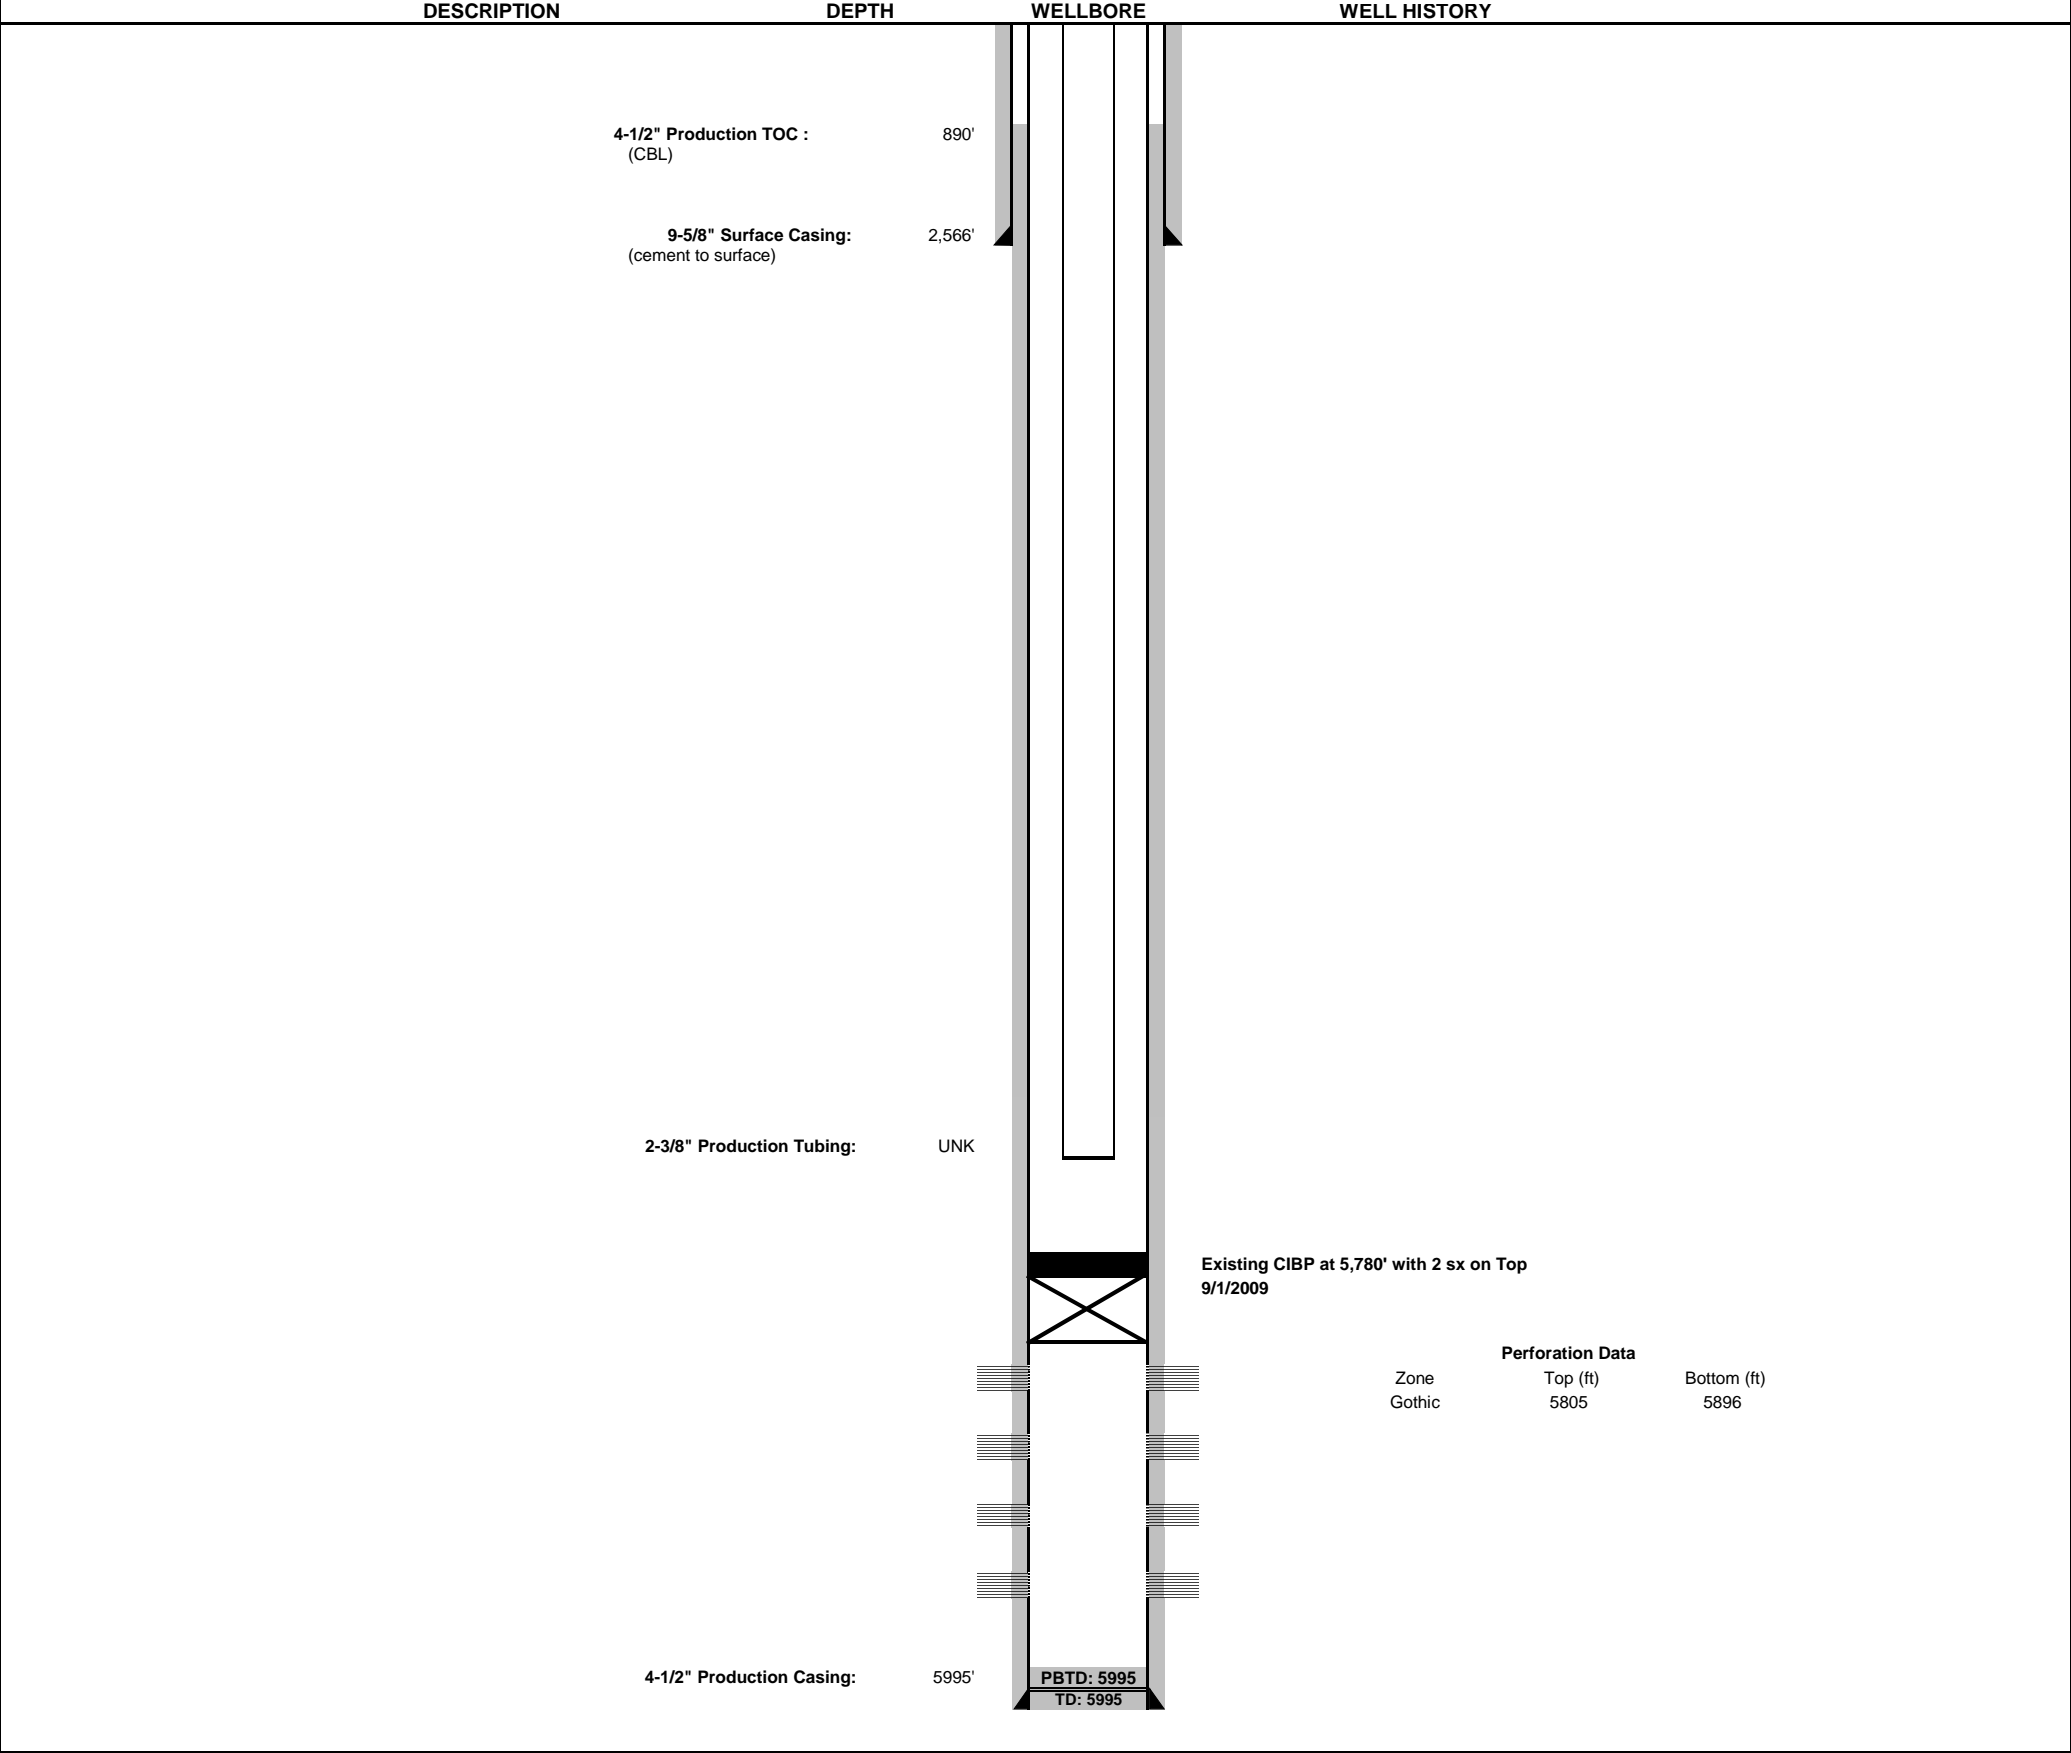 DESCRIPTION DEPTH WELLBORE WELL HISTORY
4-1/2" Production TOC : 890'
(CBL)
9-5/8" Surface Casing: 2,566'
(cement to surface)
2-3/8" Production Tubing: UNK
Existing CIBP at 5,780' with 2 sx on Top
9/1/2009
Perforation Data
Zone Top (ft) Bottom (ft)
Gothic 5805 5896
4-1/2" Production Casing: 5995' PBTD: 5995
TD: 5995